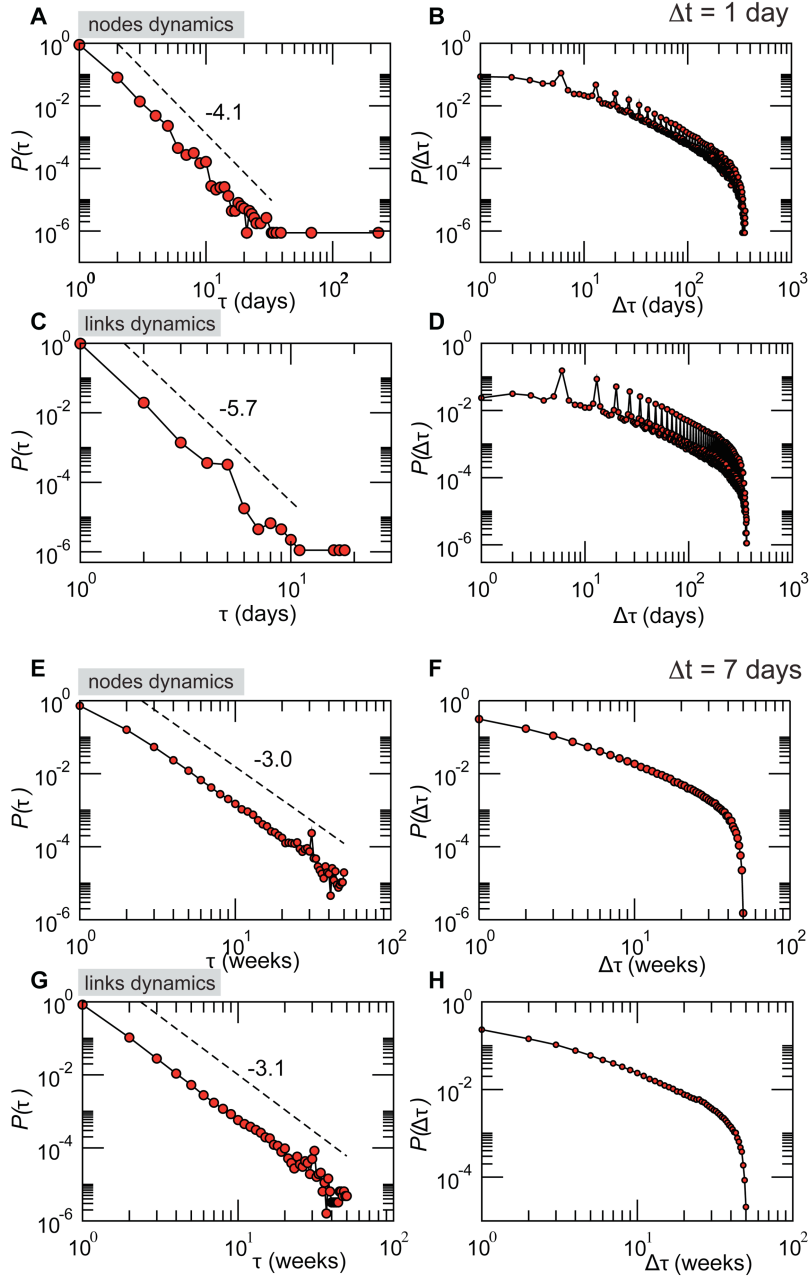 A nodes dynamics B Δt = 1 day
10^0 10^-2 10^-4 10^-6
P(τ)
-4.1
10^0 10^1 10^2
τ (days)
10^0 10^-2 10^-4 10^-6
P(Δτ)
10^0 10^1 10^2 10^3
Δτ (days)
C links dynamics D
10^0 10^-2 10^-4 10^-6
P(τ)
-5.7
10^0 10^1
τ (days)
10^0 10^-2 10^-4 10^-6
P(Δτ)
10^0 10^1 10^2 10^3
Δτ (days)
E nodes dynamics F Δt = 7 days
10^0 10^-2 10^-4 10^-6
P(τ)
-3.0
10^0 10^1 10^2
τ (weeks)
10^0 10^-2 10^-4 10^-6
P(Δτ)
10^0 10^1 10^2
Δτ (weeks)
G links dynamics H
10^0 10^-2 10^-4 10^-6
P(τ)
-3.1
10^0 10^1 10^2
τ (weeks)
10^0 10^-2 10^-4
P(Δτ)
10^0 10^1 10^2
Δτ (weeks)